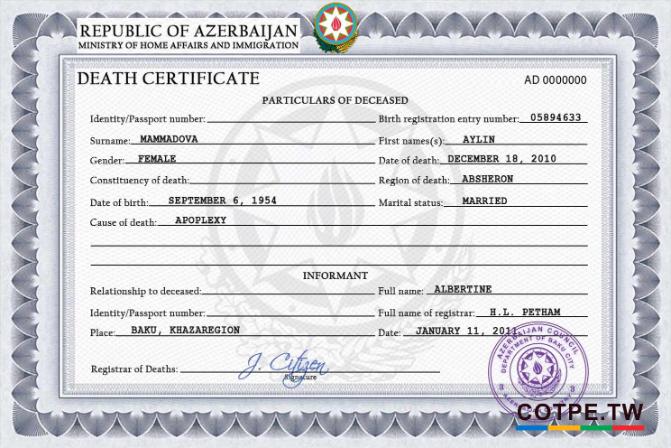 REPUBLIC OF AZERBAIJAN
MINISTRY OF HOME AFFAIRS AND IMMIGRATION
DEATH CERTIFICATE
AD 0000000
PARTICULARS OF DECEASED
Identity/Passport number: Birth registration entry number: 05894633
Surname: MAMMADOVA First names(s): AYLIN
Gender: FEMALE Date of death: DECEMBER 18, 2010
Constituency of death: Region of death: ABSHERON
Date of birth: SEPTEMBER 6, 1954 Marital status: MARRIED
Cause of death: APOPLEXY
INFORMANT
Relationship to deceased: Full name: ALBERTINE
Identity/Passport number: Full name of registrar: H.L. PETHAM
Place: BAKU, KHAZAREGION Date: JANUARY 11, 2011
Registrar of Deaths: J. Citizen
Signature
AZERBAIJAN COUNCIL
DEPARTMENT OF BAKU CITY
COTPE.TW